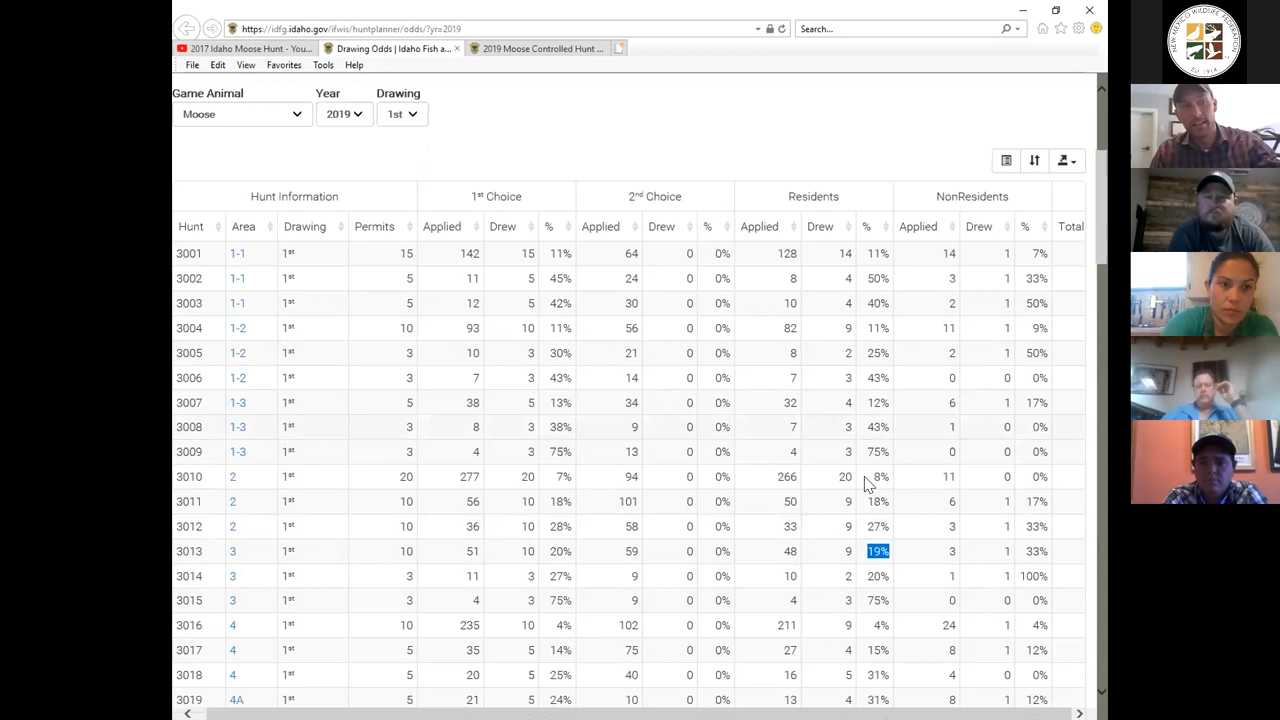 https://idfg.idaho.gov/ifwis/huntplanner/odds/?yr=2019
Search...
2017 Idaho Moose Hunt - You...
Drawing Odds | Idaho Fish a...
2019 Moose Controlled Hunt ...
File Edit View Favorites Tools Help
Game Animal Year Drawing
Moose 2019 1st
Hunt Information 1st Choice 2nd Choice Residents NonResidents
Hunt Area Drawing Permits Applied Drew % Applied Drew % Applied Drew % Applied Drew % Total
3001 1-1 1st 15 142 15 11% 64 0 0% 128 14 11% 14 1 7%
3002 1-1 1st 5 11 5 45% 24 0 0% 8 4 50% 3 1 33%
3003 1-1 1st 5 12 5 42% 30 0 0% 10 4 40% 2 1 50%
3004 1-2 1st 10 93 10 11% 56 0 0% 82 9 11% 11 1 9%
3005 1-2 1st 3 10 3 30% 21 0 0% 8 2 25% 2 1 50%
3006 1-2 1st 3 7 3 43% 14 0 0% 7 3 43% 0 0 0%
3007 1-3 1st 5 38 5 13% 34 0 0% 32 4 12% 6 1 17%
3008 1-3 1st 3 8 3 38% 9 0 0% 7 3 43% 1 0 0%
3009 1-3 1st 3 4 3 75% 13 0 0% 4 3 75% 0 0 0%
3010 2 1st 20 277 20 7% 94 0 0% 266 20 8% 11 0 0%
3011 2 1st 10 56 10 18% 101 0 0% 50 9 18% 6 1 17%
3012 2 1st 10 36 10 28% 58 0 0% 33 9 27% 3 1 33%
3013 3 1st 10 51 10 20% 59 0 0% 48 9 19% 3 1 33%
3014 3 1st 3 11 3 27% 9 0 0% 10 2 20% 1 1 100%
3015 3 1st 3 4 3 75% 9 0 0% 4 3 75% 0 0 0%
3016 4 1st 10 235 10 4% 102 0 0% 211 9 4% 24 1 4%
3017 4 1st 5 35 5 14% 75 0 0% 27 4 15% 8 1 12%
3018 4 1st 5 20 5 25% 40 0 0% 16 5 31% 4 0 0%
3019 4A 1st 5 21 5 24% 10 0 0% 13 4 31% 8 1 12%
NEW MEXICO WILDLIFE FEDERATION
EST. 1914